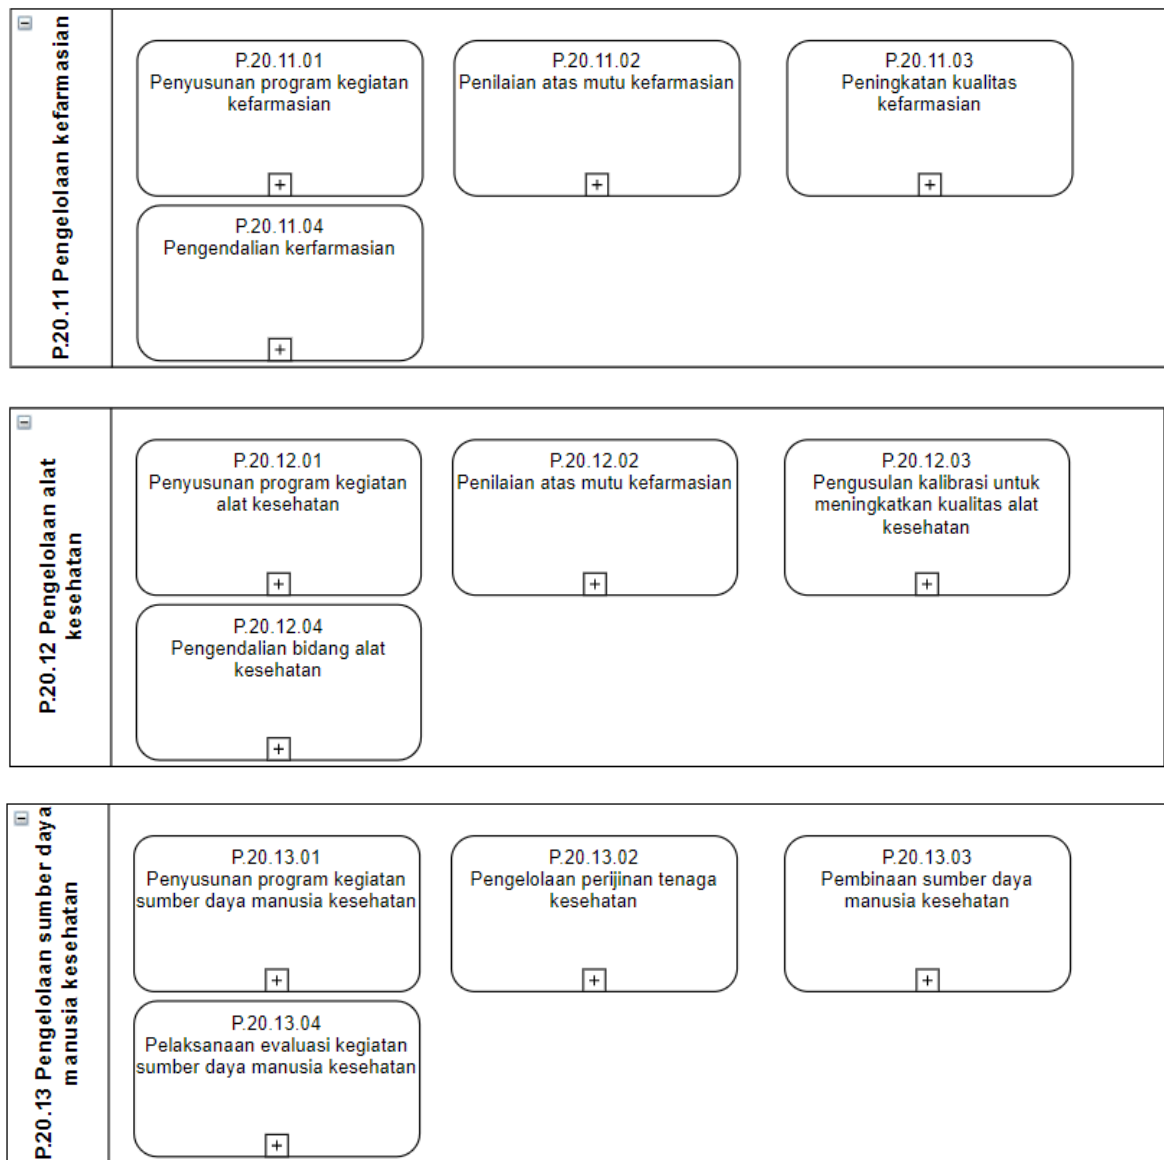 P.20.11 Pengelolaan kefarmasian
P.20.11.01
Penyusunan program kegiatan
kefarmasian
P.20.11.02
Penilaian atas mutu kefarmasian
P.20.11.03
Peningkatan kualitas
kefarmasian
P.20.11.04
Pengendalian kerfarmasian
P.20.12 Pengelolaan alat
kesehatan
P.20.12.01
Penyusunan program kegiatan
alat kesehatan
P.20.12.02
Penilaian atas mutu kefarmasian
P.20.12.03
Pengusulan kalibrasi untuk
meningkatkan kualitas alat
kesehatan
P.20.12.04
Pengendalian bidang alat
kesehatan
P.20.13 Pengelolaan sumber daya
manusia kesehatan
P.20.13.01
Penyusunan program kegiatan
sumber daya manusia kesehatan
P.20.13.02
Pengelolaan perijinan tenaga
kesehatan
P.20.13.03
Pembinaan sumber daya
manusia kesehatan
P.20.13.04
Pelaksanaan evaluasi kegiatan
sumber daya manusia kesehatan